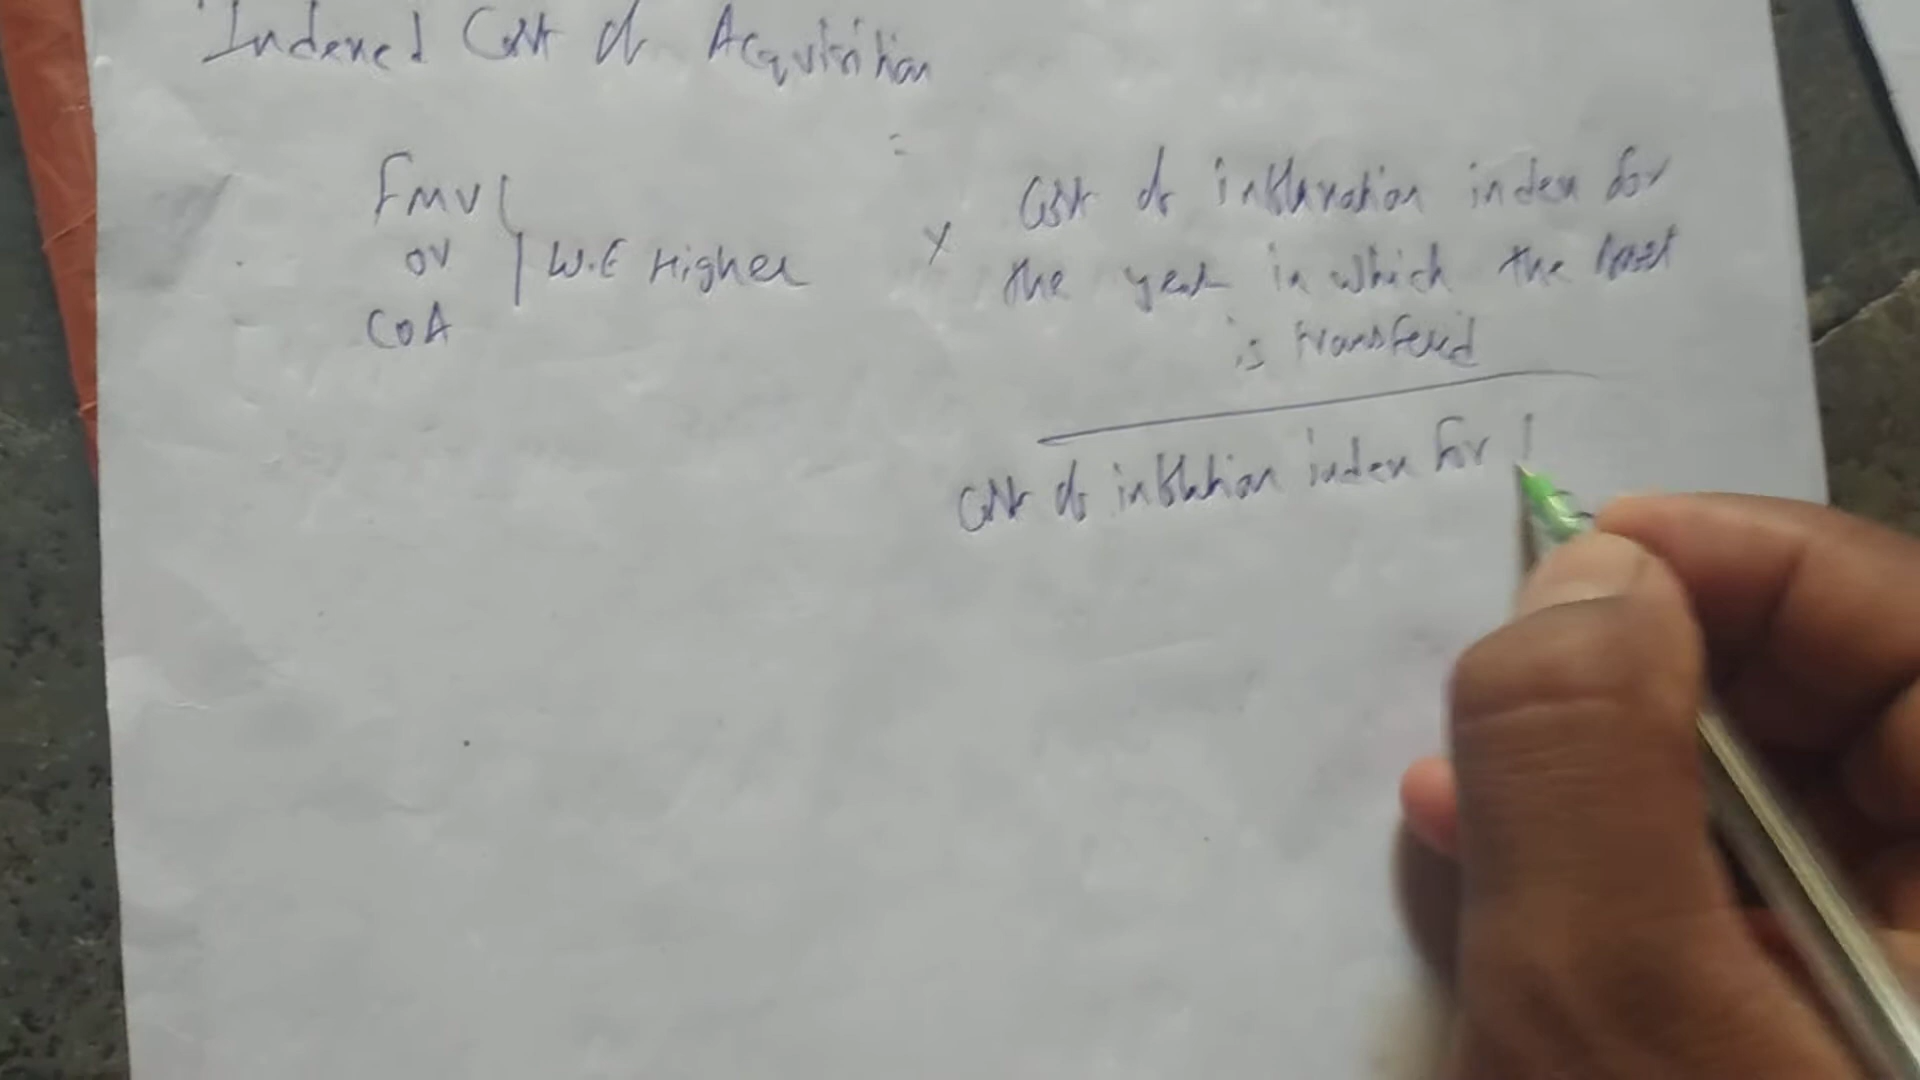 Indexed Cost of Acquisition
=
FMV
or
COA
W.E Higher
× Cost of inflavation index for
the year in which the asset
is transferd
Cost of inflation index for